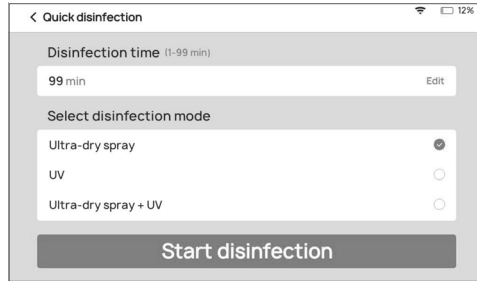 < Quick disinfection 12%
Disinfection time (1-99 min)
99 min Edit
Select disinfection mode
Ultra-dry spray
UV
Ultra-dry spray + UV
Start disinfection